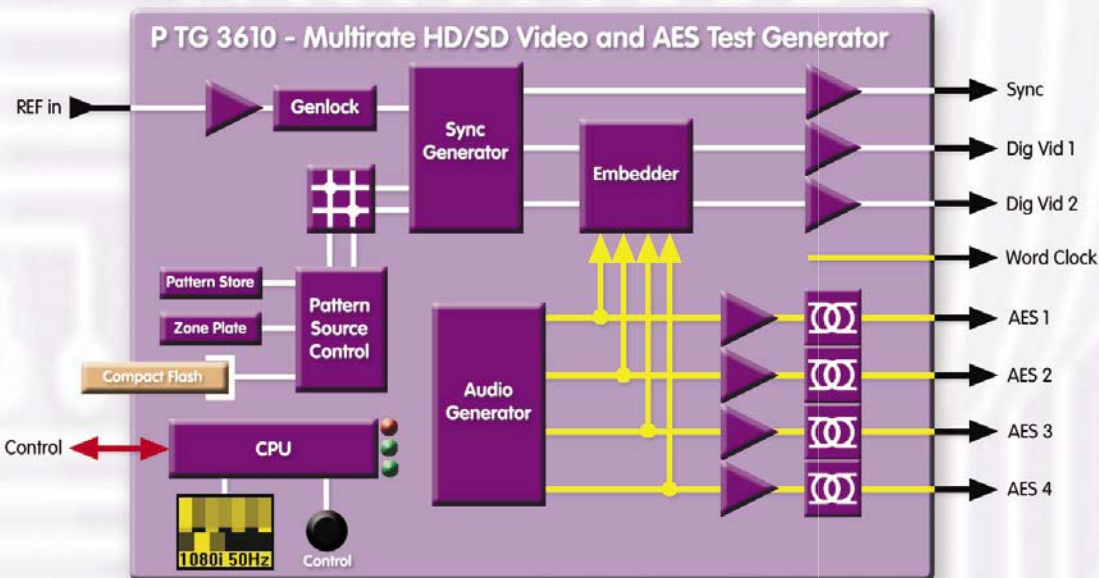 P TG 3610 - Multirate HD/SD Video and AES Test Generator
REF in
Genlock
Sync
Generator
Embedder
Sync
Dig Vid 1
Dig Vid 2
Word Clock
Pattern Store
Zone Plate
Compact Flash
Pattern
Source
Control
Audio
Generator
AES 1
AES 2
AES 3
AES 4
Control
CPU
1080i 50Hz
Control